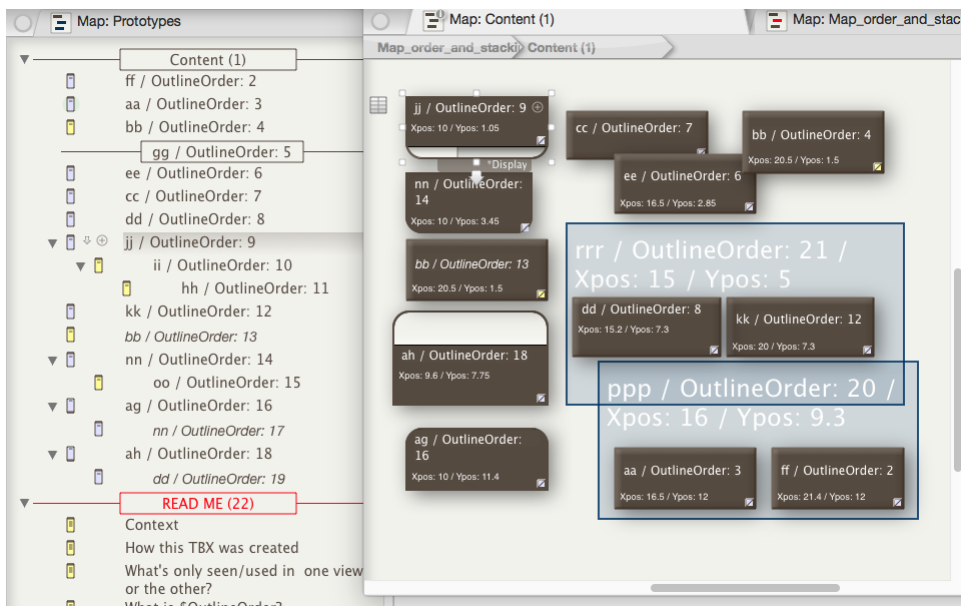 Map: Prototypes
Content (1)
ff / OutlineOrder: 2
aa / OutlineOrder: 3
bb / OutlineOrder: 4
gg / OutlineOrder: 5
ee / OutlineOrder: 6
cc / OutlineOrder: 7
dd / OutlineOrder: 8
jj / OutlineOrder: 9
ii / OutlineOrder: 10
hh / OutlineOrder: 11
kk / OutlineOrder: 12
bb / OutlineOrder: 13
nn / OutlineOrder: 14
oo / OutlineOrder: 15
ag / OutlineOrder: 16
nn / OutlineOrder: 17
ah / OutlineOrder: 18
dd / OutlineOrder: 19
READ ME (22)
Context
How this TBX was created
What's only seen/used in one view
or the other?
What is $OutlineOrder?
Map: Content (1)
Map: Map_order_and_stac
Map_order_and_stacki
Content (1)
jj / OutlineOrder: 9
Xpos: 10 / Ypos: 1.05
*Display
cc / OutlineOrder: 7
bb / OutlineOrder: 4
Xpos: 20.5 / Ypos: 1.5
ee / OutlineOrder: 6
Xpos: 16.5 / Ypos: 2.85
nn / OutlineOrder:
14
Xpos: 10 / Ypos: 3.45
bb / OutlineOrder: 13
Xpos: 20.5 / Ypos: 1.5
rrr / OutlineOrder: 21 /
Xpos: 15 / Ypos: 5
dd / OutlineOrder: 8
Xpos: 15.2 / Ypos: 7.3
kk / OutlineOrder: 12
Xpos: 20 / Ypos: 7.3
ah / OutlineOrder: 18
Xpos: 9.6 / Ypos: 7.75
ppp / OutlineOrder: 20 /
Xpos: 16 / Ypos: 9.3
ag / OutlineOrder:
16
Xpos: 10 / Ypos: 11.4
aa / OutlineOrder: 3
Xpos: 16.5 / Ypos: 12
ff / OutlineOrder: 2
Xpos: 21.4 / Ypos: 12